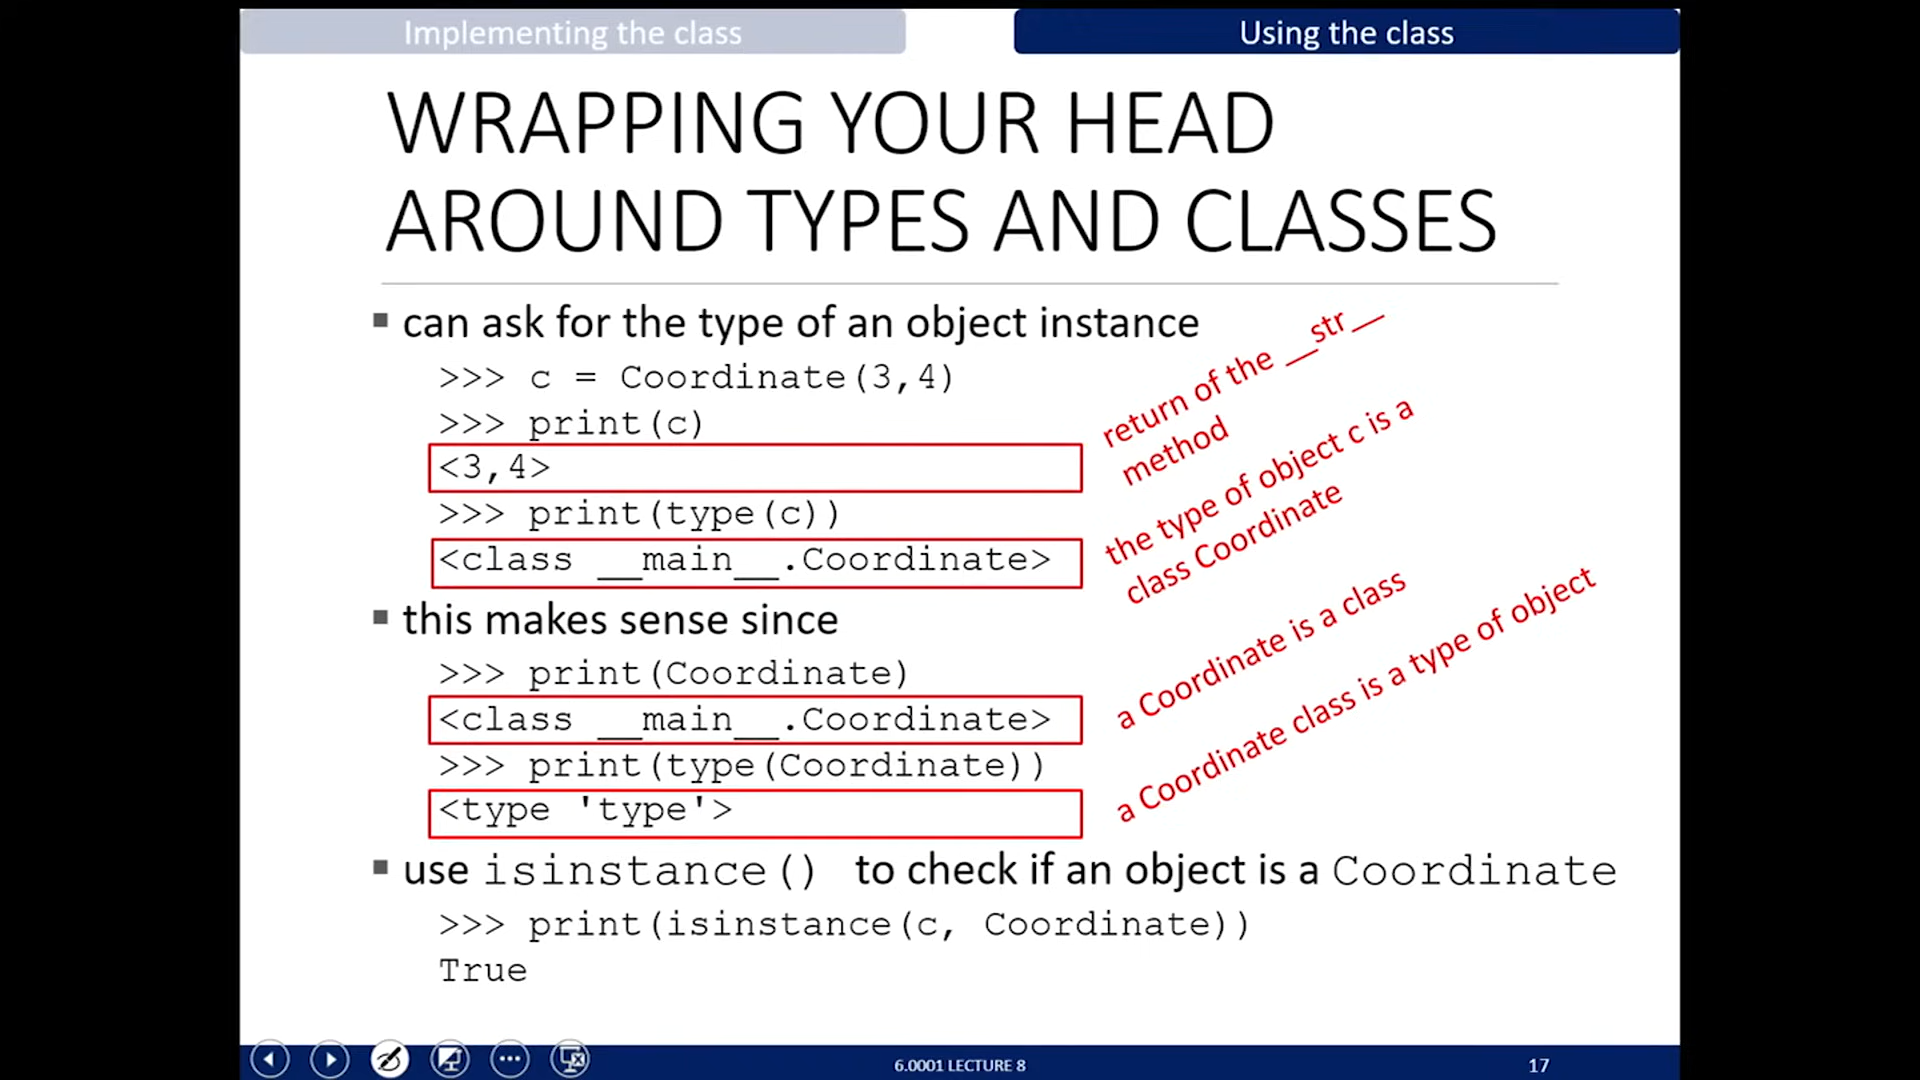 Implementing the class
Using the class
WRAPPING YOUR HEAD
AROUND TYPES AND CLASSES
▪ can ask for the type of an object instance
>>> c = Coordinate(3,4)
>>> print(c)
<3,4>
>>> print(type(c))
<class __main__.Coordinate>
return of the __str__
method
the type of object c is a
class Coordinate
▪ this makes sense since
>>> print(Coordinate)
<class __main__.Coordinate>
>>> print(type(Coordinate))
<type 'type'>
a Coordinate is a class
a Coordinate class is a type of object
▪ use isinstance() to check if an object is a Coordinate
>>> print(isinstance(c, Coordinate))
True
6.0001 LECTURE 8
17